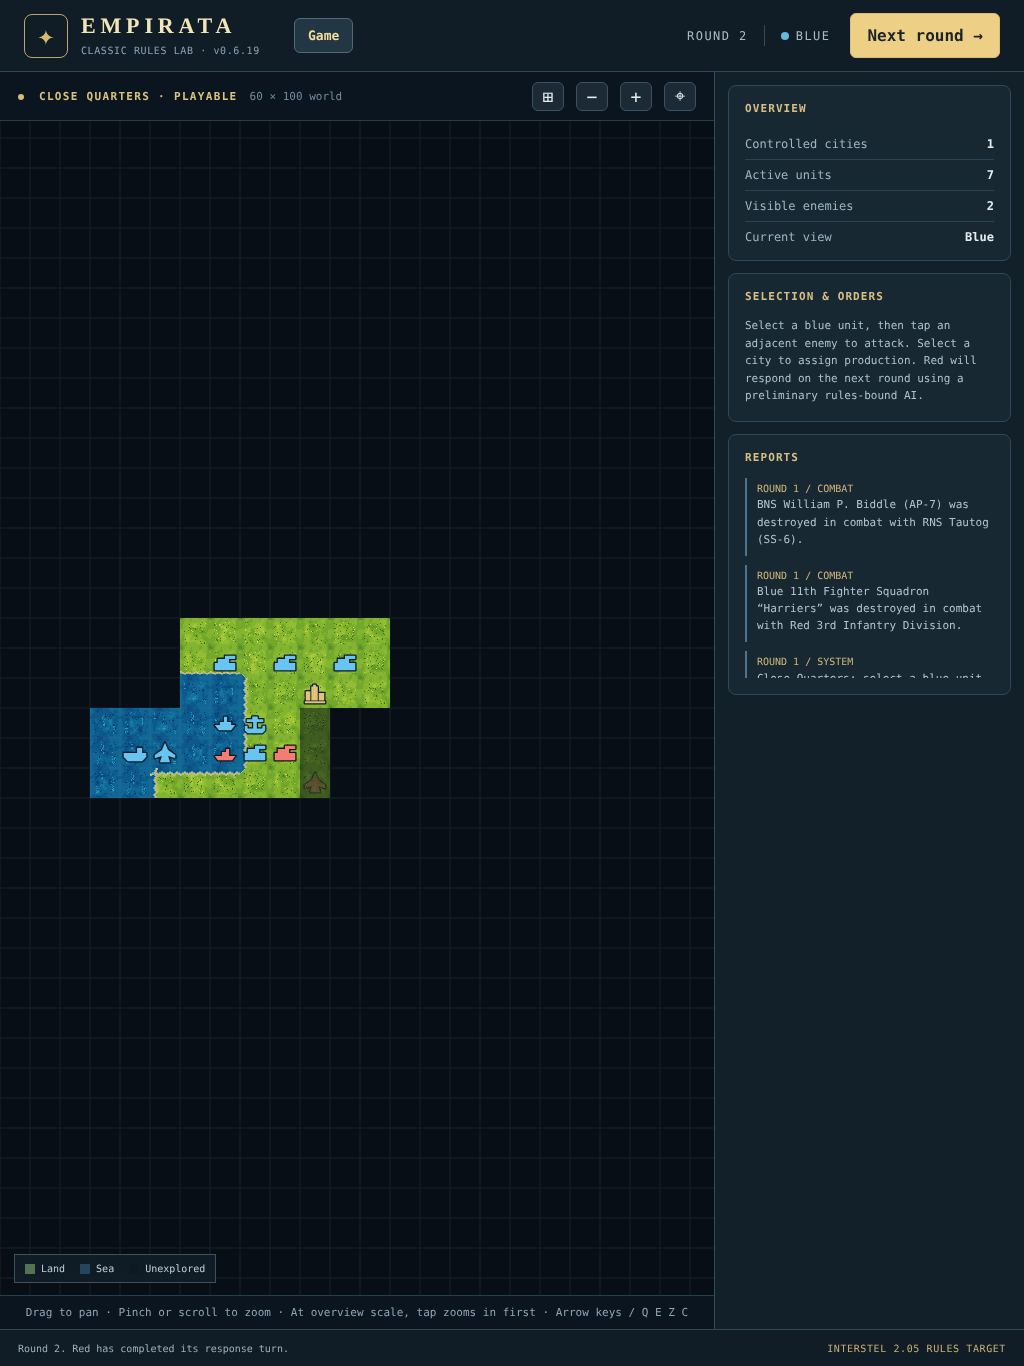 EMPIRATA
CLASSIC RULES LAB · v0.6.19
Game
ROUND 2
BLUE
Next round →
CLOSE QUARTERS · PLAYABLE 60 × 100 world
OVERVIEW
Controlled cities 1
Active units 7
Visible enemies 2
Current view Blue
SELECTION & ORDERS
Select a blue unit, then tap an
adjacent enemy to attack. Select a
city to assign production. Red will
respond on the next round using a
preliminary rules-bound AI.
REPORTS
ROUND 1 / COMBAT
BNS William P. Biddle (AP-7) was
destroyed in combat with RNS Tautog
(SS-6).
ROUND 1 / COMBAT
Blue 11th Fighter Squadron
“Harriers” was destroyed in combat
with Red 3rd Infantry Division.
ROUND 1 / SYSTEM
Close Quarters: select a blue unit
Land
Sea
Unexplored
Drag to pan · Pinch or scroll to zoom · At overview scale, tap zooms in first · Arrow keys / Q E Z C
Round 2. Red has completed its response turn.
INTERSTEL 2.05 RULES TARGET